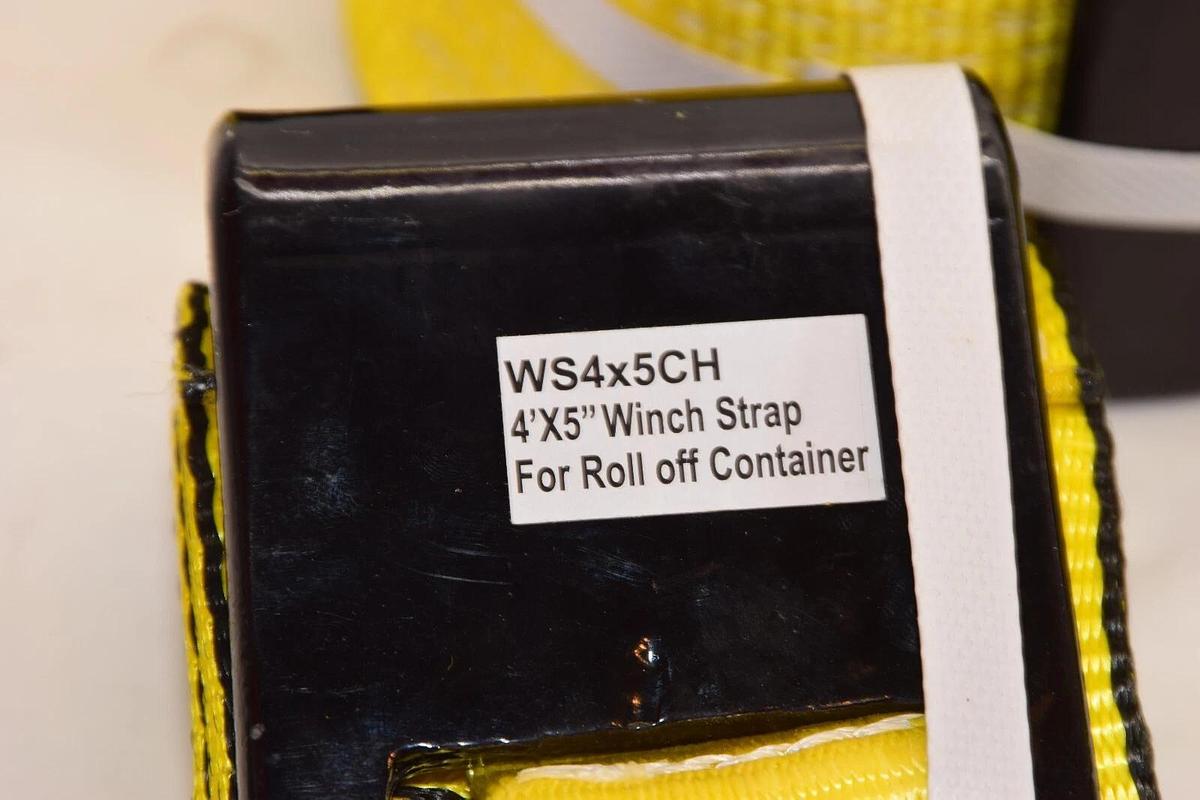 WS4x5CH
4'X5” Winch Strap
For Roll off Container